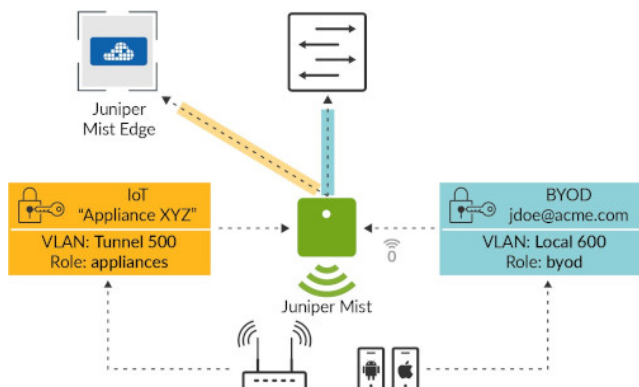 Juniper
Mist Edge
IoT
“Appliance XYZ”
VLAN: Tunnel 500
Role: appliances
BYOD
jdoe@acme.com
VLAN: Local 600
Role: byod
0
Juniper Mist